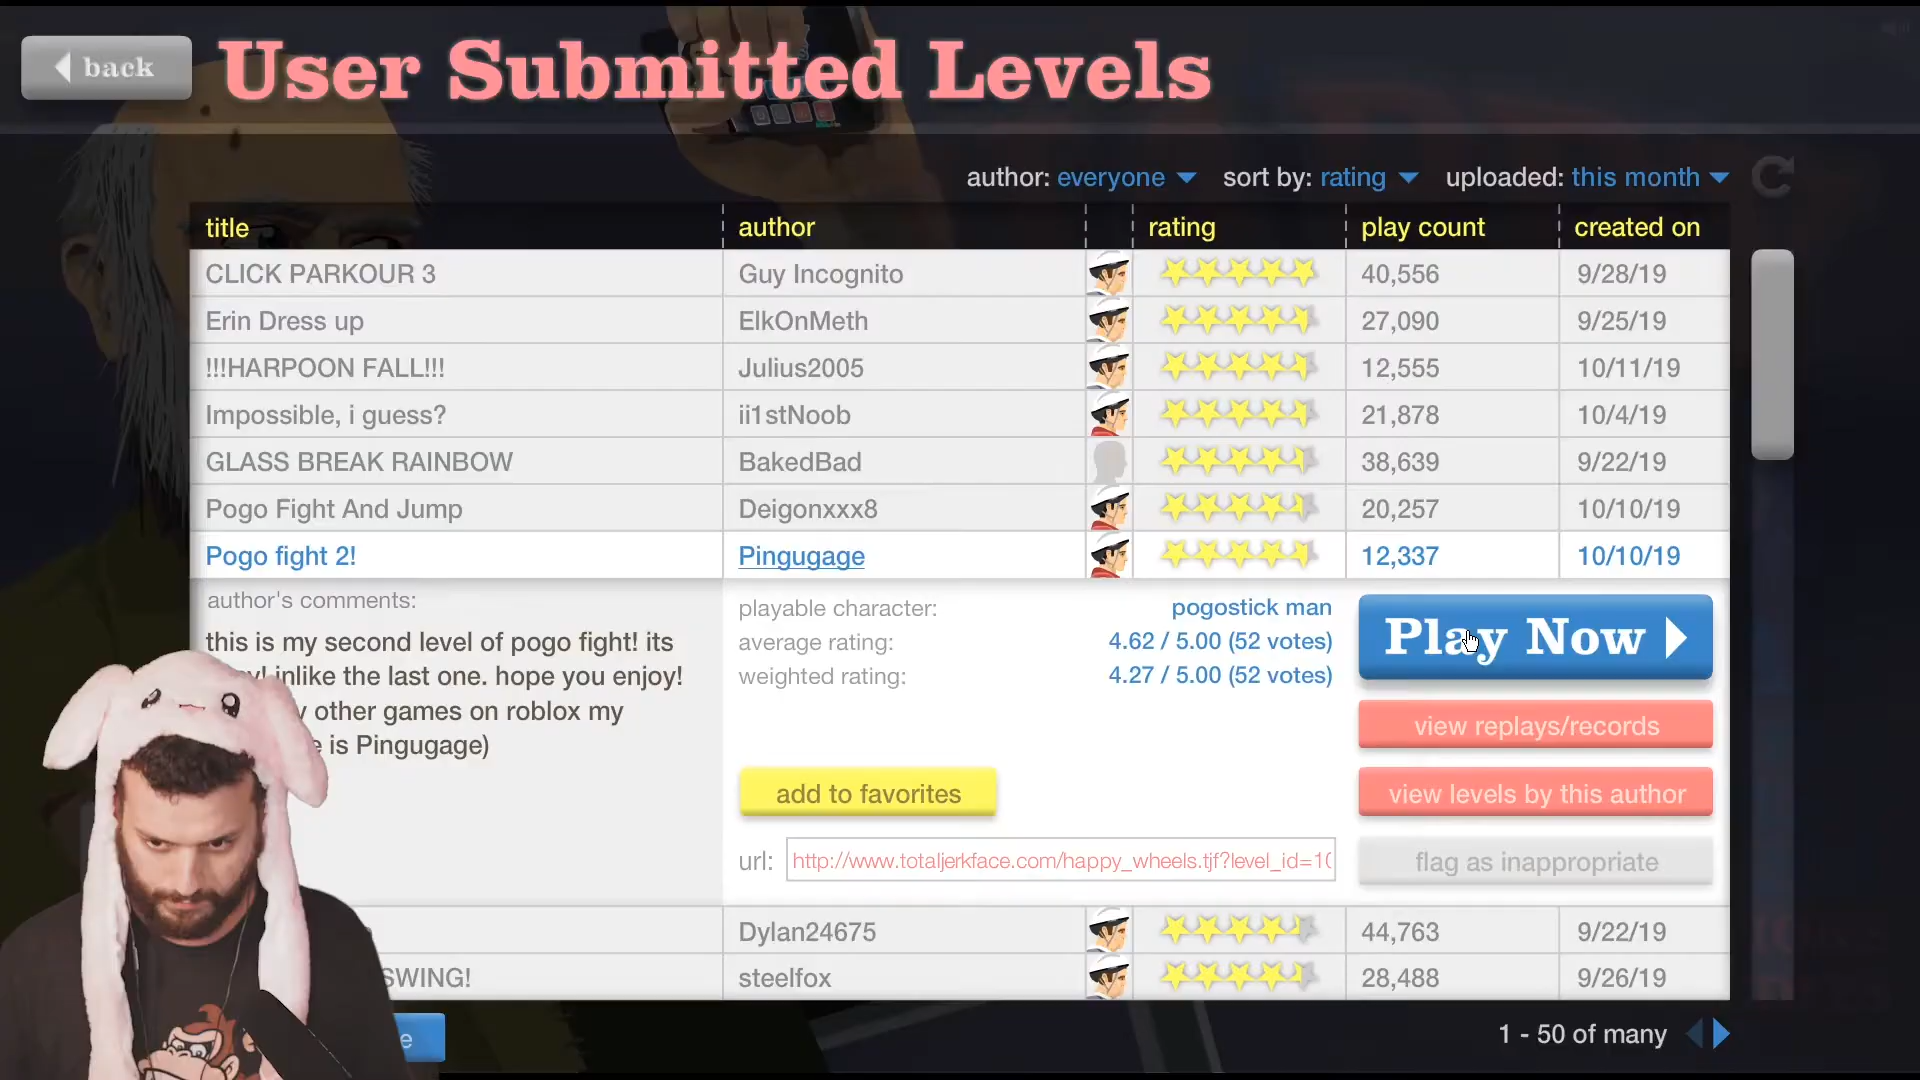 back
User Submitted Levels
author: everyone sort by: rating uploaded: this month
title author rating play count created on
CLICK PARKOUR 3 Guy Incognito 40,556 9/28/19
Erin Dress up ElkOnMeth 27,090 9/25/19
!!!HARPOON FALL!!! Julius2005 12,555 10/11/19
Impossible, i guess? ii1stNoob 21,878 10/4/19
GLASS BREAK RAINBOW BakedBad 38,639 9/22/19
Pogo Fight And Jump Deigonxxx8 20,257 10/10/19
Pogo fight 2! Pingugage 12,337 10/10/19
author's comments:
this is my second level of pogo fight! its
inlike the last one. hope you enjoy!
other games on roblox my
is Pingugage)
playable character: pogostick man
average rating: 4.62 / 5.00 (52 votes)
weighted rating: 4.27 / 5.00 (52 votes)
Play Now
view replays/records
add to favorites
view levels by this author
url: http://www.totaljerkface.com/happy_wheels.tjf?level_id=10
flag as inappropriate
Dylan24675 44,763 9/22/19
SWING! steelfox 28,488 9/26/19
1 - 50 of many